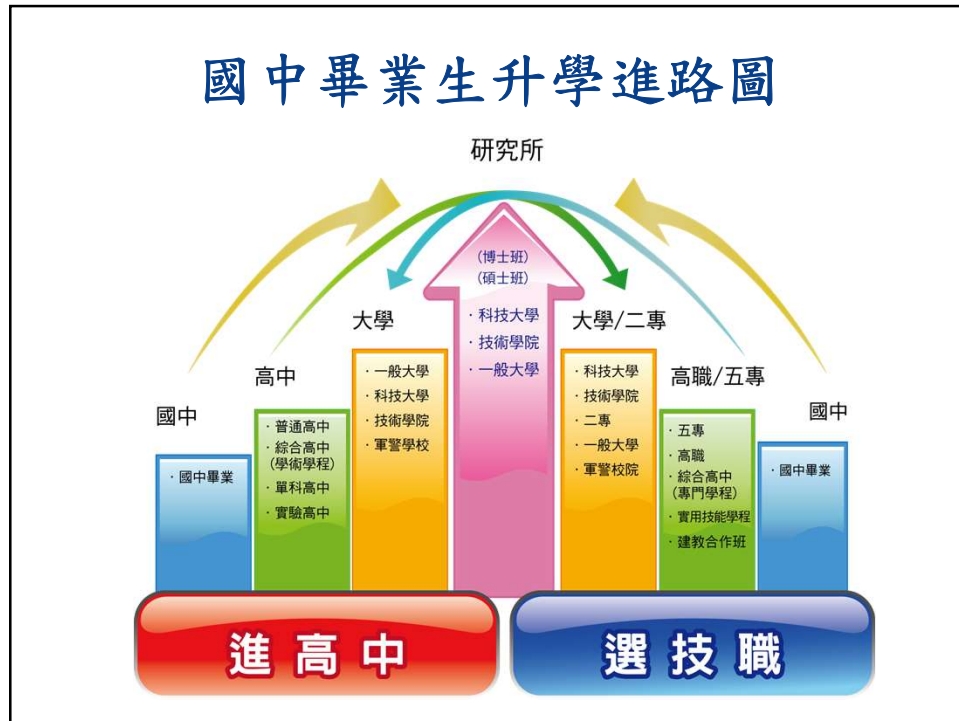 國中畢業生升學進路圖
研究所
國中
·國中畢業
高中
·普通高中
·綜合高中
(學術學程)
·單科高中
·實驗高中
大學
·一般大學
·科技大學
·技術學院
·軍警學校
(博士班)
(碩士班)
·科技大學
·技術學院
·一般大學
大學/二專
·科技大學
·技術學院
·二專
·一般大學
·軍警校院
高職/五專
·五專
·高職
·綜合高中
(專門學程)
·實用技能學程
·建教合作班
國中
·國中畢業
進高中
選技職